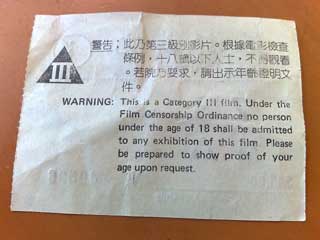 III
警告：此乃第三級別影片。根據電影檢查
條例，十八歲以下人士，不得觀看
。若院方要求，請出示年齡證明文
件。
WARNING: This is a Category III film. Under the
Film Censorship Ordinance no person
under the age of 18 shall be admitted
to any exhibition of this film. Please
be prepared to show proof of your
age upon request.